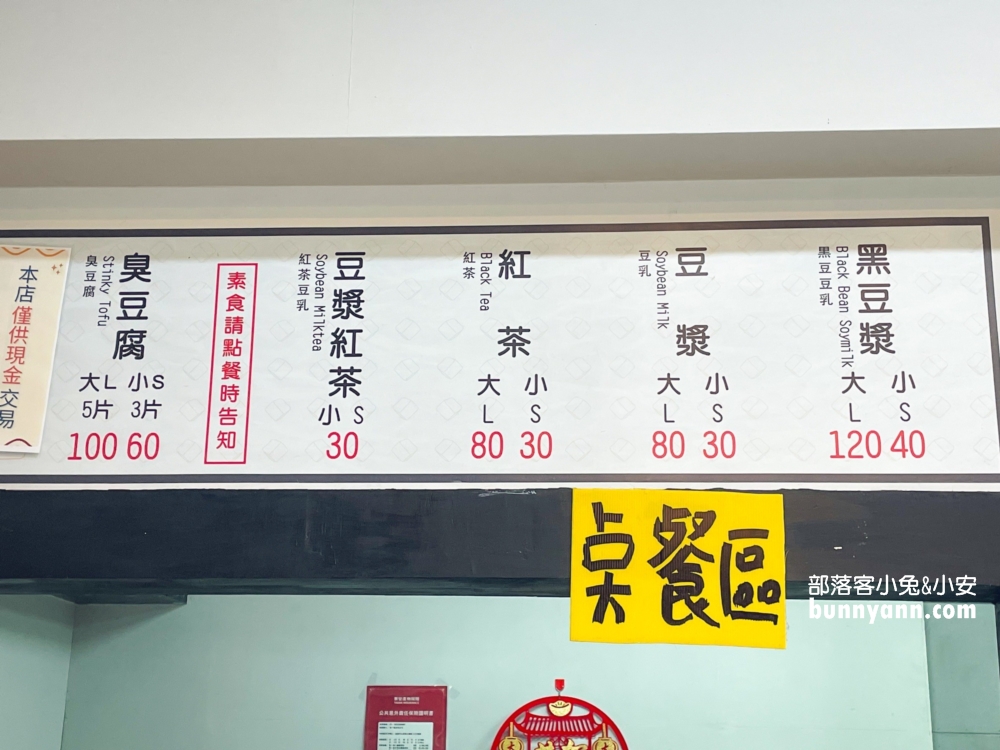 本店僅供現金交易
臭豆腐
Stinky Tofu
臭豆腐
大L 小S
5片 3片
100 60
素食請點餐時告知
豆漿紅茶
Soybean Milktea
紅茶豆乳
小 S
30
紅茶
Black Tea
紅茶
大 小
L S
80 30
豆漿
Soybean Milk
豆乳
大 小
L S
80 30
黑豆漿
Black Bean Soymilk
黒豆豆乳
大 小
L S
120 40
点餐區
部落客小兔&小安
bunnyann.com